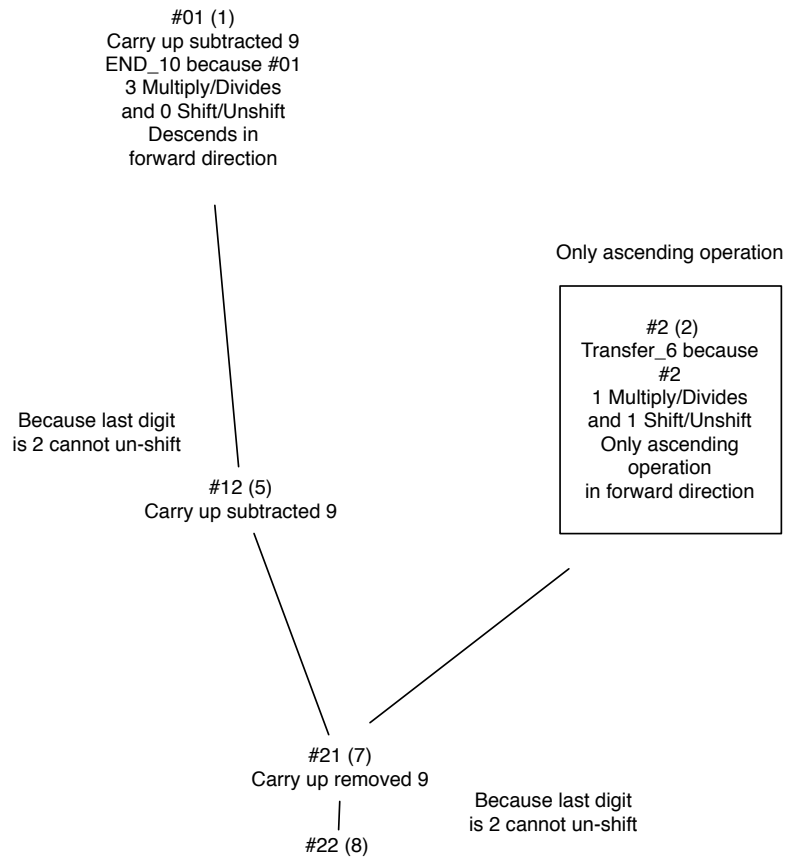 #01 (1)
Carry up subtracted 9
END_10 because #01
3 Multiply/Divides
and 0 Shift/Unshift
Descends in
forward direction
Only ascending operation
#2 (2)
Transfer_6 because
#2
1 Multiply/Divides
and 1 Shift/Unshift
Only ascending
operation
in forward direction
Because last digit
is 2 cannot un-shift
#12 (5)
Carry up subtracted 9
#21 (7)
Carry up removed 9
Because last digit
is 2 cannot un-shift
#22 (8)